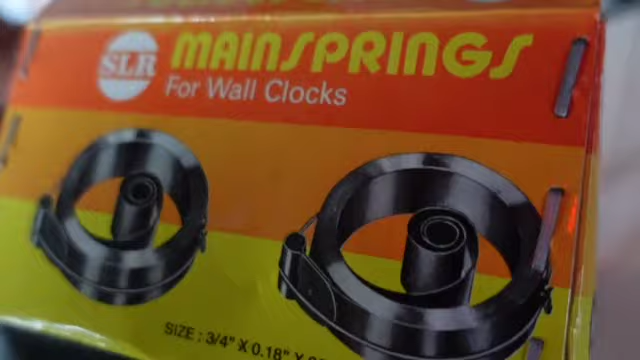 SLR
MAINSPRINGS
For Wall Clocks
SIZE : 3/4" X 0.18" X